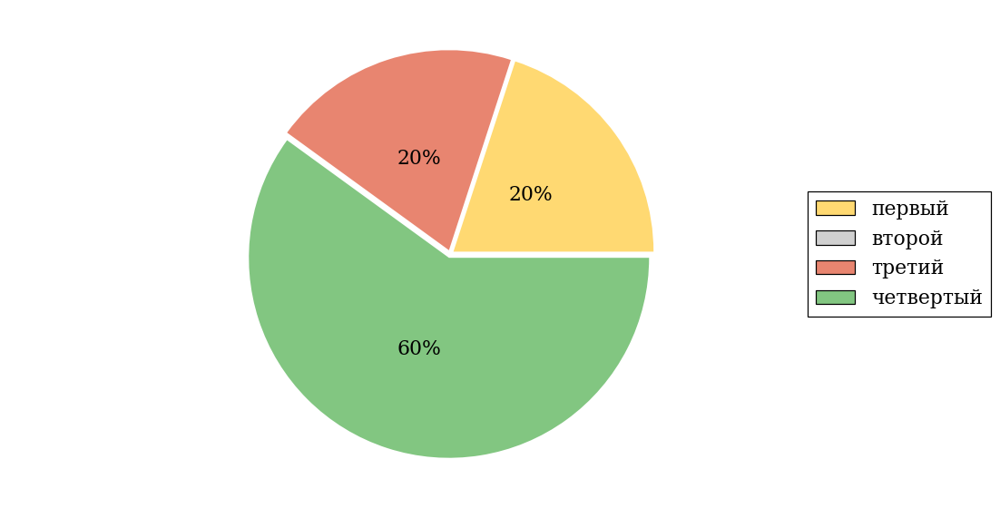 20%
20%
60%
первый
второй
третий
четвертый